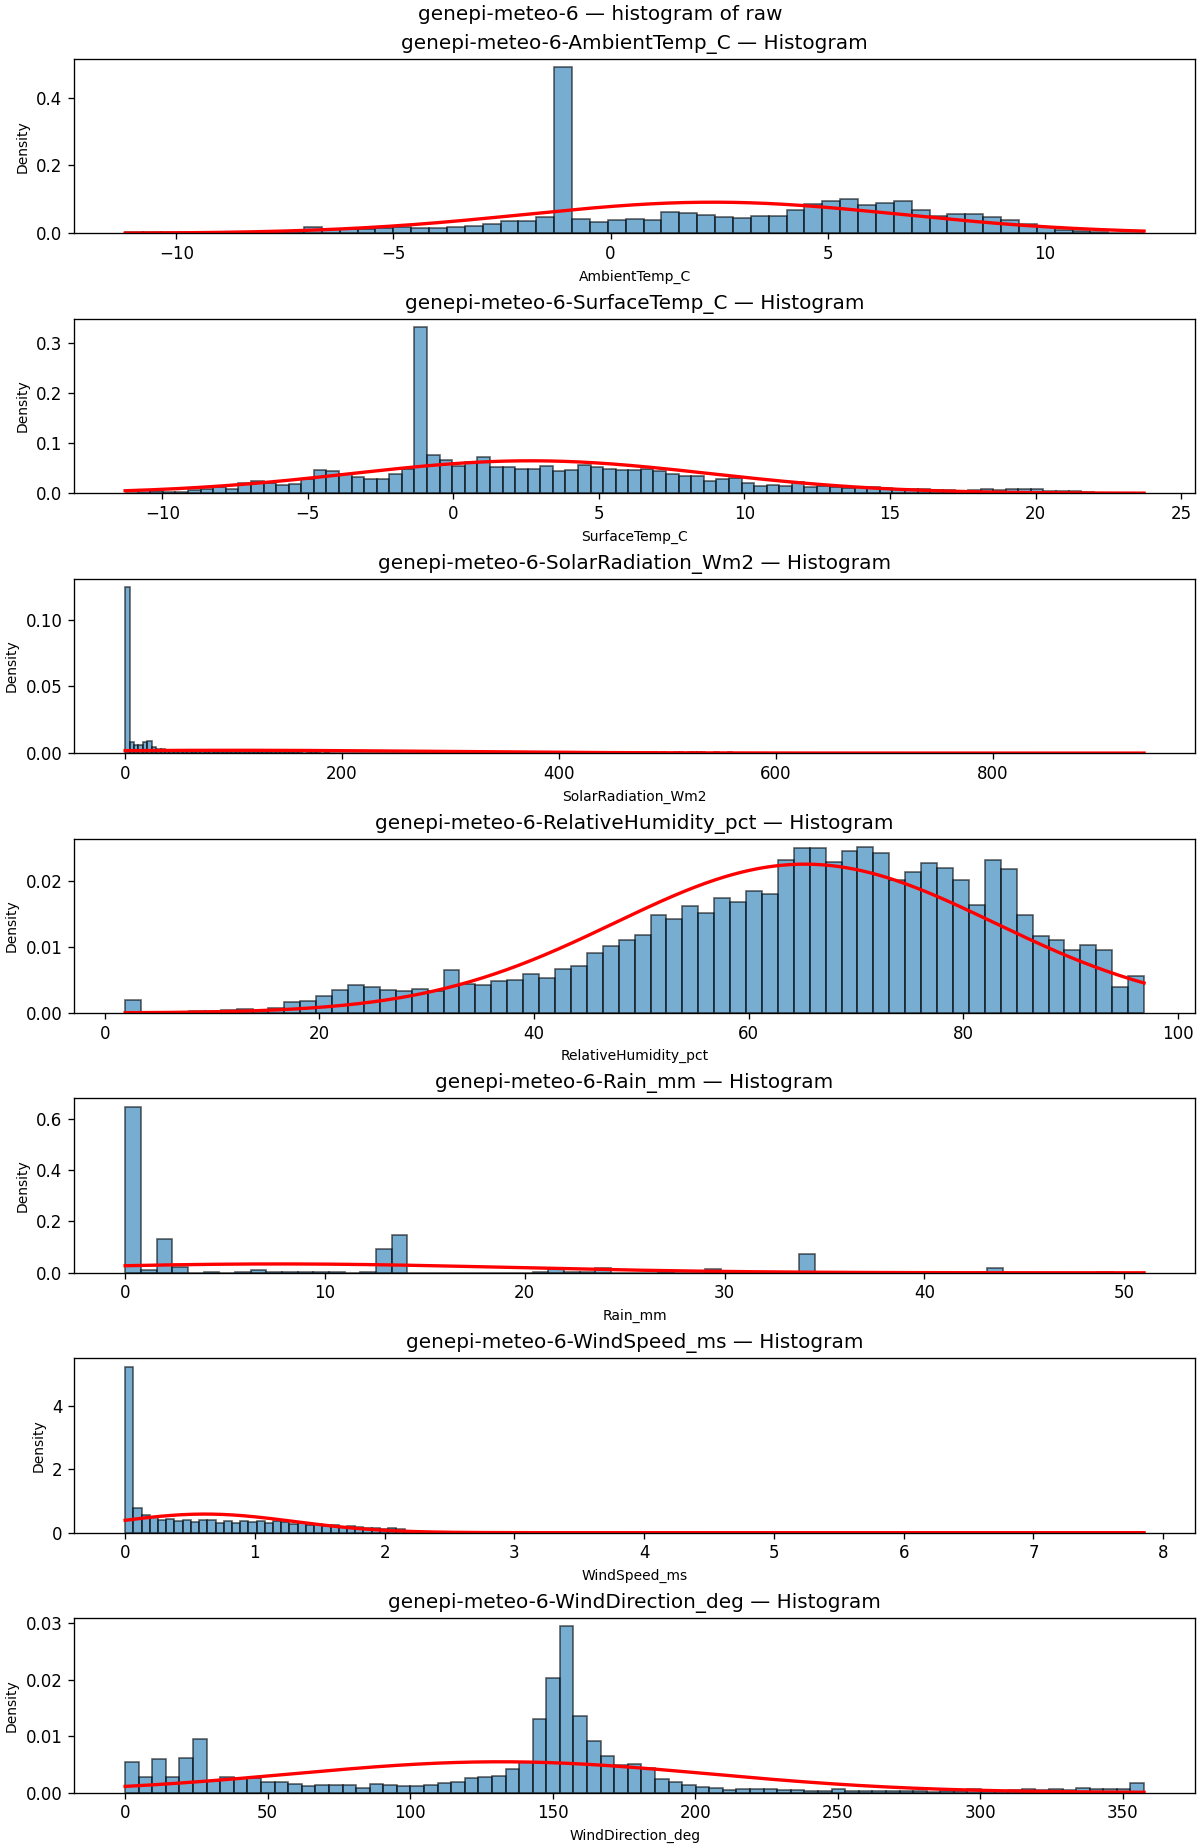 genepi-meteo-6 — histogram of raw
genepi-meteo-6-AmbientTemp_C — Histogram
Density
0.4
0.2
0.0
−10 −5 0 5 10
AmbientTemp_C
genepi-meteo-6-SurfaceTemp_C — Histogram
Density
0.3
0.2
0.1
0.0
−10 −5 0 5 10 15 20 25
SurfaceTemp_C
genepi-meteo-6-SolarRadiation_Wm2 — Histogram
Density
0.10
0.05
0.00
0 200 400 600 800
SolarRadiation_Wm2
genepi-meteo-6-RelativeHumidity_pct — Histogram
Density
0.02
0.01
0.00
0 20 40 60 80 100
RelativeHumidity_pct
genepi-meteo-6-Rain_mm — Histogram
Density
0.6
0.4
0.2
0.0
0 10 20 30 40 50
Rain_mm
genepi-meteo-6-WindSpeed_ms — Histogram
Density
4
2
0
0 1 2 3 4 5 6 7 8
WindSpeed_ms
genepi-meteo-6-WindDirection_deg — Histogram
Density
0.03
0.02
0.01
0.00
0 50 100 150 200 250 300 350
WindDirection_deg